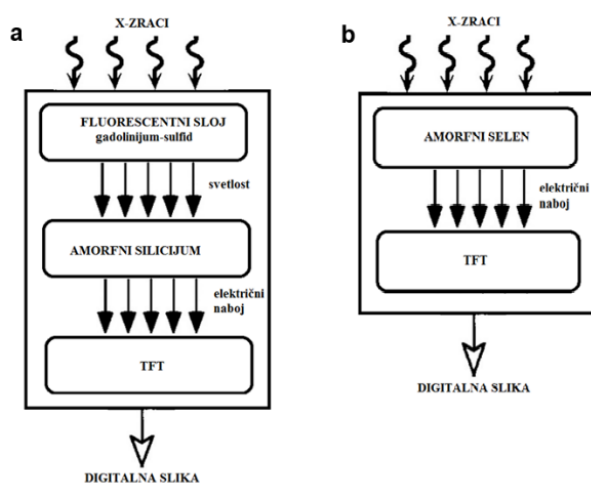 a
X-ZRACI
FLUORESCENTNI SLOJ
gadolinijum-sulfid
svetlost
AMORFNI SILICIJUM
električni
naboj
TFT
DIGITALNA SLIKA
b
X-ZRACI
AMORFNI SELEN
električni
naboj
TFT
DIGITALNA SLIKA